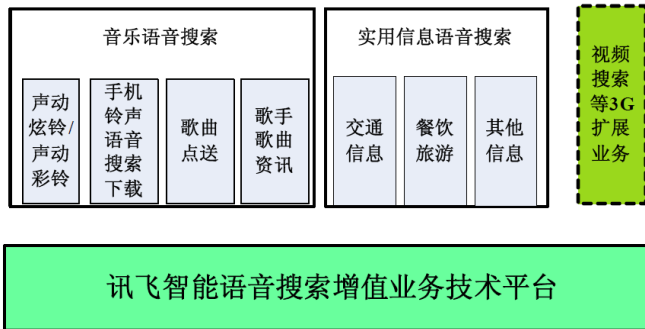 音乐语音搜索
声动
炫铃/
声动
彩铃
手机
铃声
语音
搜索
下载
歌曲
点送
歌手
歌曲
资讯
实用信息语音搜索
交通
信息
餐饮
旅游
其他
信息
视频
搜索
等3G
扩展
业务
讯飞智能语音搜索增值业务技术平台